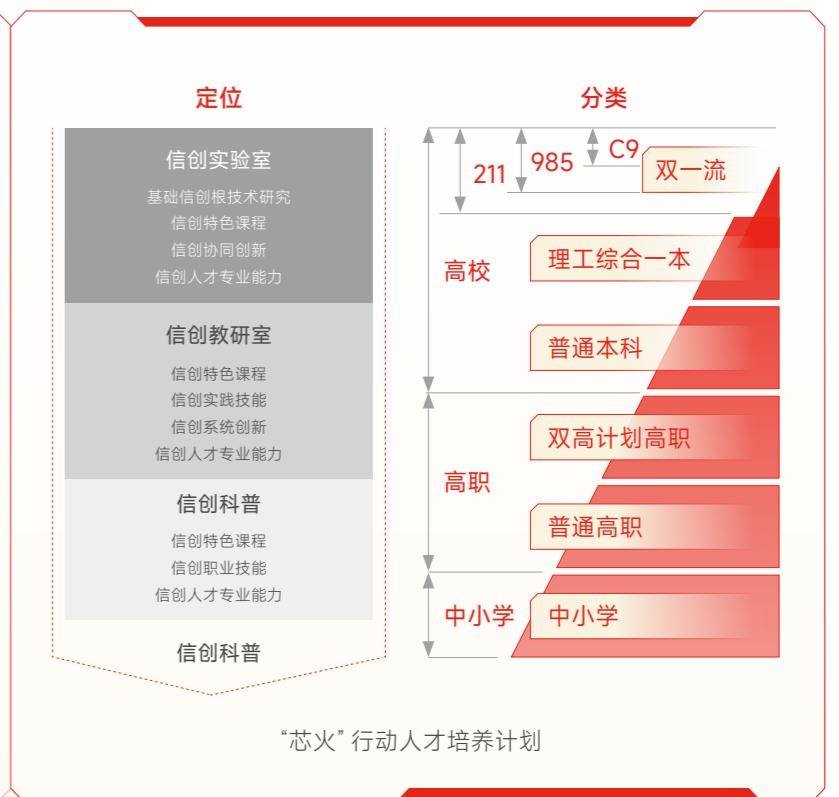 定位
信创实验室
基础信创根技术研究
信创特色课程
信创协同创新
信创人才专业能力
信创教研室
信创特色课程
信创实践技能
信创系统创新
信创人才专业能力
信创科普
信创特色课程
信创职业技能
信创人才专业能力
信创科普
分类
211
985
C9
双一流
高校
理工综合一本
普通本科
高职
双高计划高职
普通高职
中小学
中小学
“芯火”行动人才培养计划